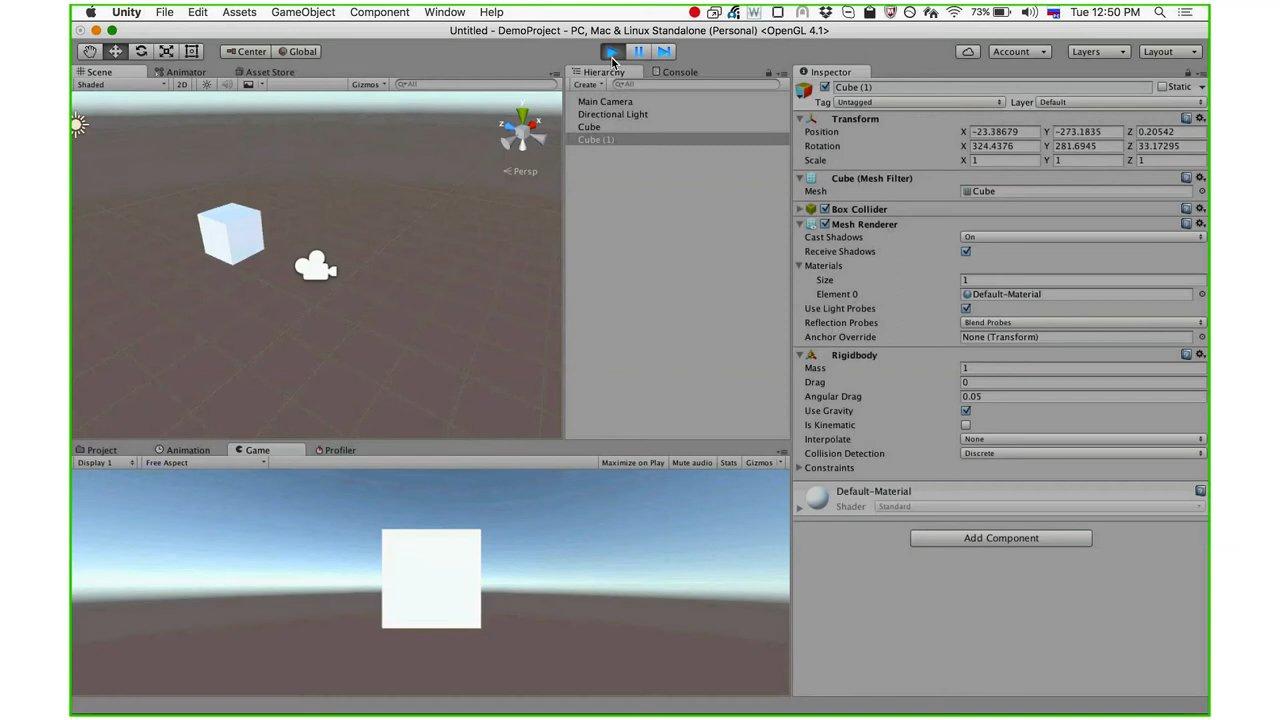 Unity File Edit Assets GameObject Component Window Help 73% Tue 12:50 PM
Untitled - DemoProject - PC, Mac & Linux Standalone (Personal) <OpenGL 4.1>
Center Global Account Layers Layout
Scene Animator Asset Store Hierarchy Console Inspector
Shaded 2D Gizmos All Create All Cube (1) Static
Tag Untagged Layer Default
Main Camera
Directional Light
Cube
Cube (1)
z x
Persp
Transform
Position X -23.38679 Y -273.1835 Z 0.20542
Rotation X 324.4376 Y 281.6945 Z 33.17295
Scale X 1 Y 1 Z 1
Cube (Mesh Filter)
Mesh Cube
Box Collider
Mesh Renderer
Cast Shadows On
Receive Shadows
Materials
Size 1
Element 0 Default-Material
Use Light Probes
Reflection Probes Blend Probes
Anchor Override None (Transform)
Rigidbody
Mass 1
Drag 0
Angular Drag 0.05
Use Gravity
Is Kinematic
Interpolate None
Collision Detection Discrete
Constraints
Default-Material
Shader Standard
Add Component
Project Animation Game Profiler
Display 1 Free Aspect Maximize on Play Mute audio Stats Gizmos